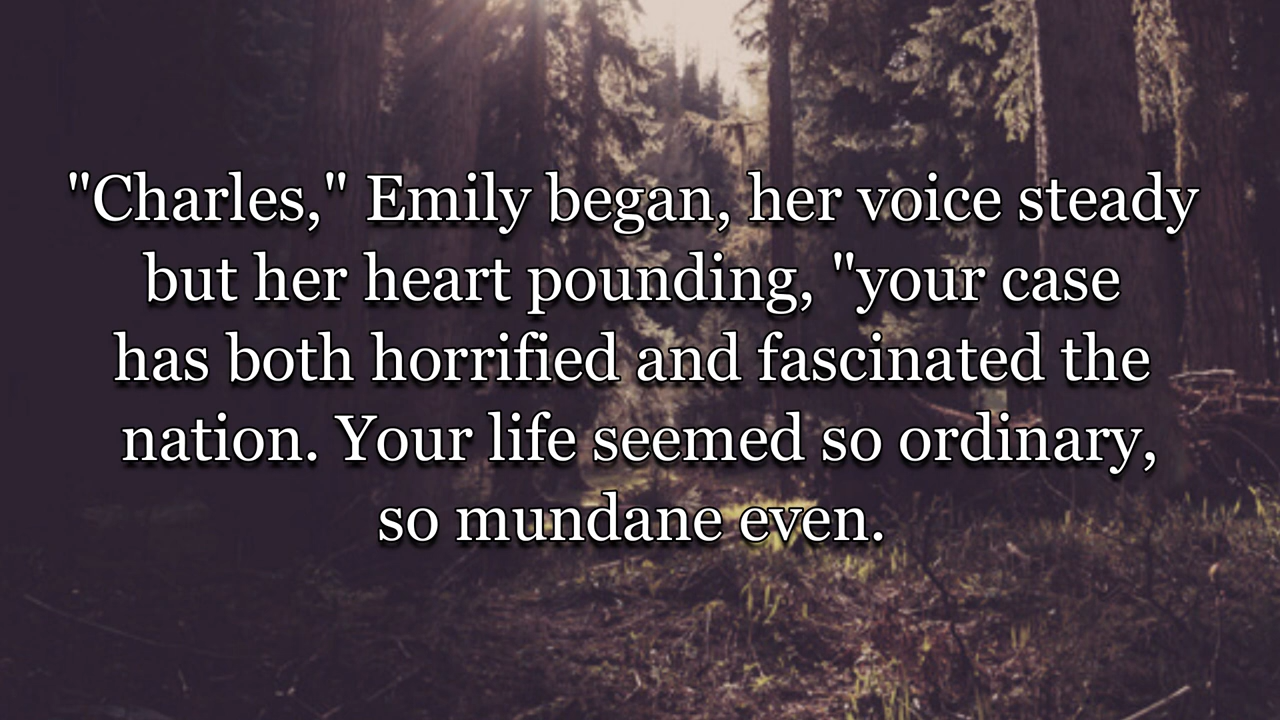 "Charles," Emily began, her voice steady
but her heart pounding, "your case
has both horrified and fascinated the
nation. Your life seemed so ordinary,
so mundane even.